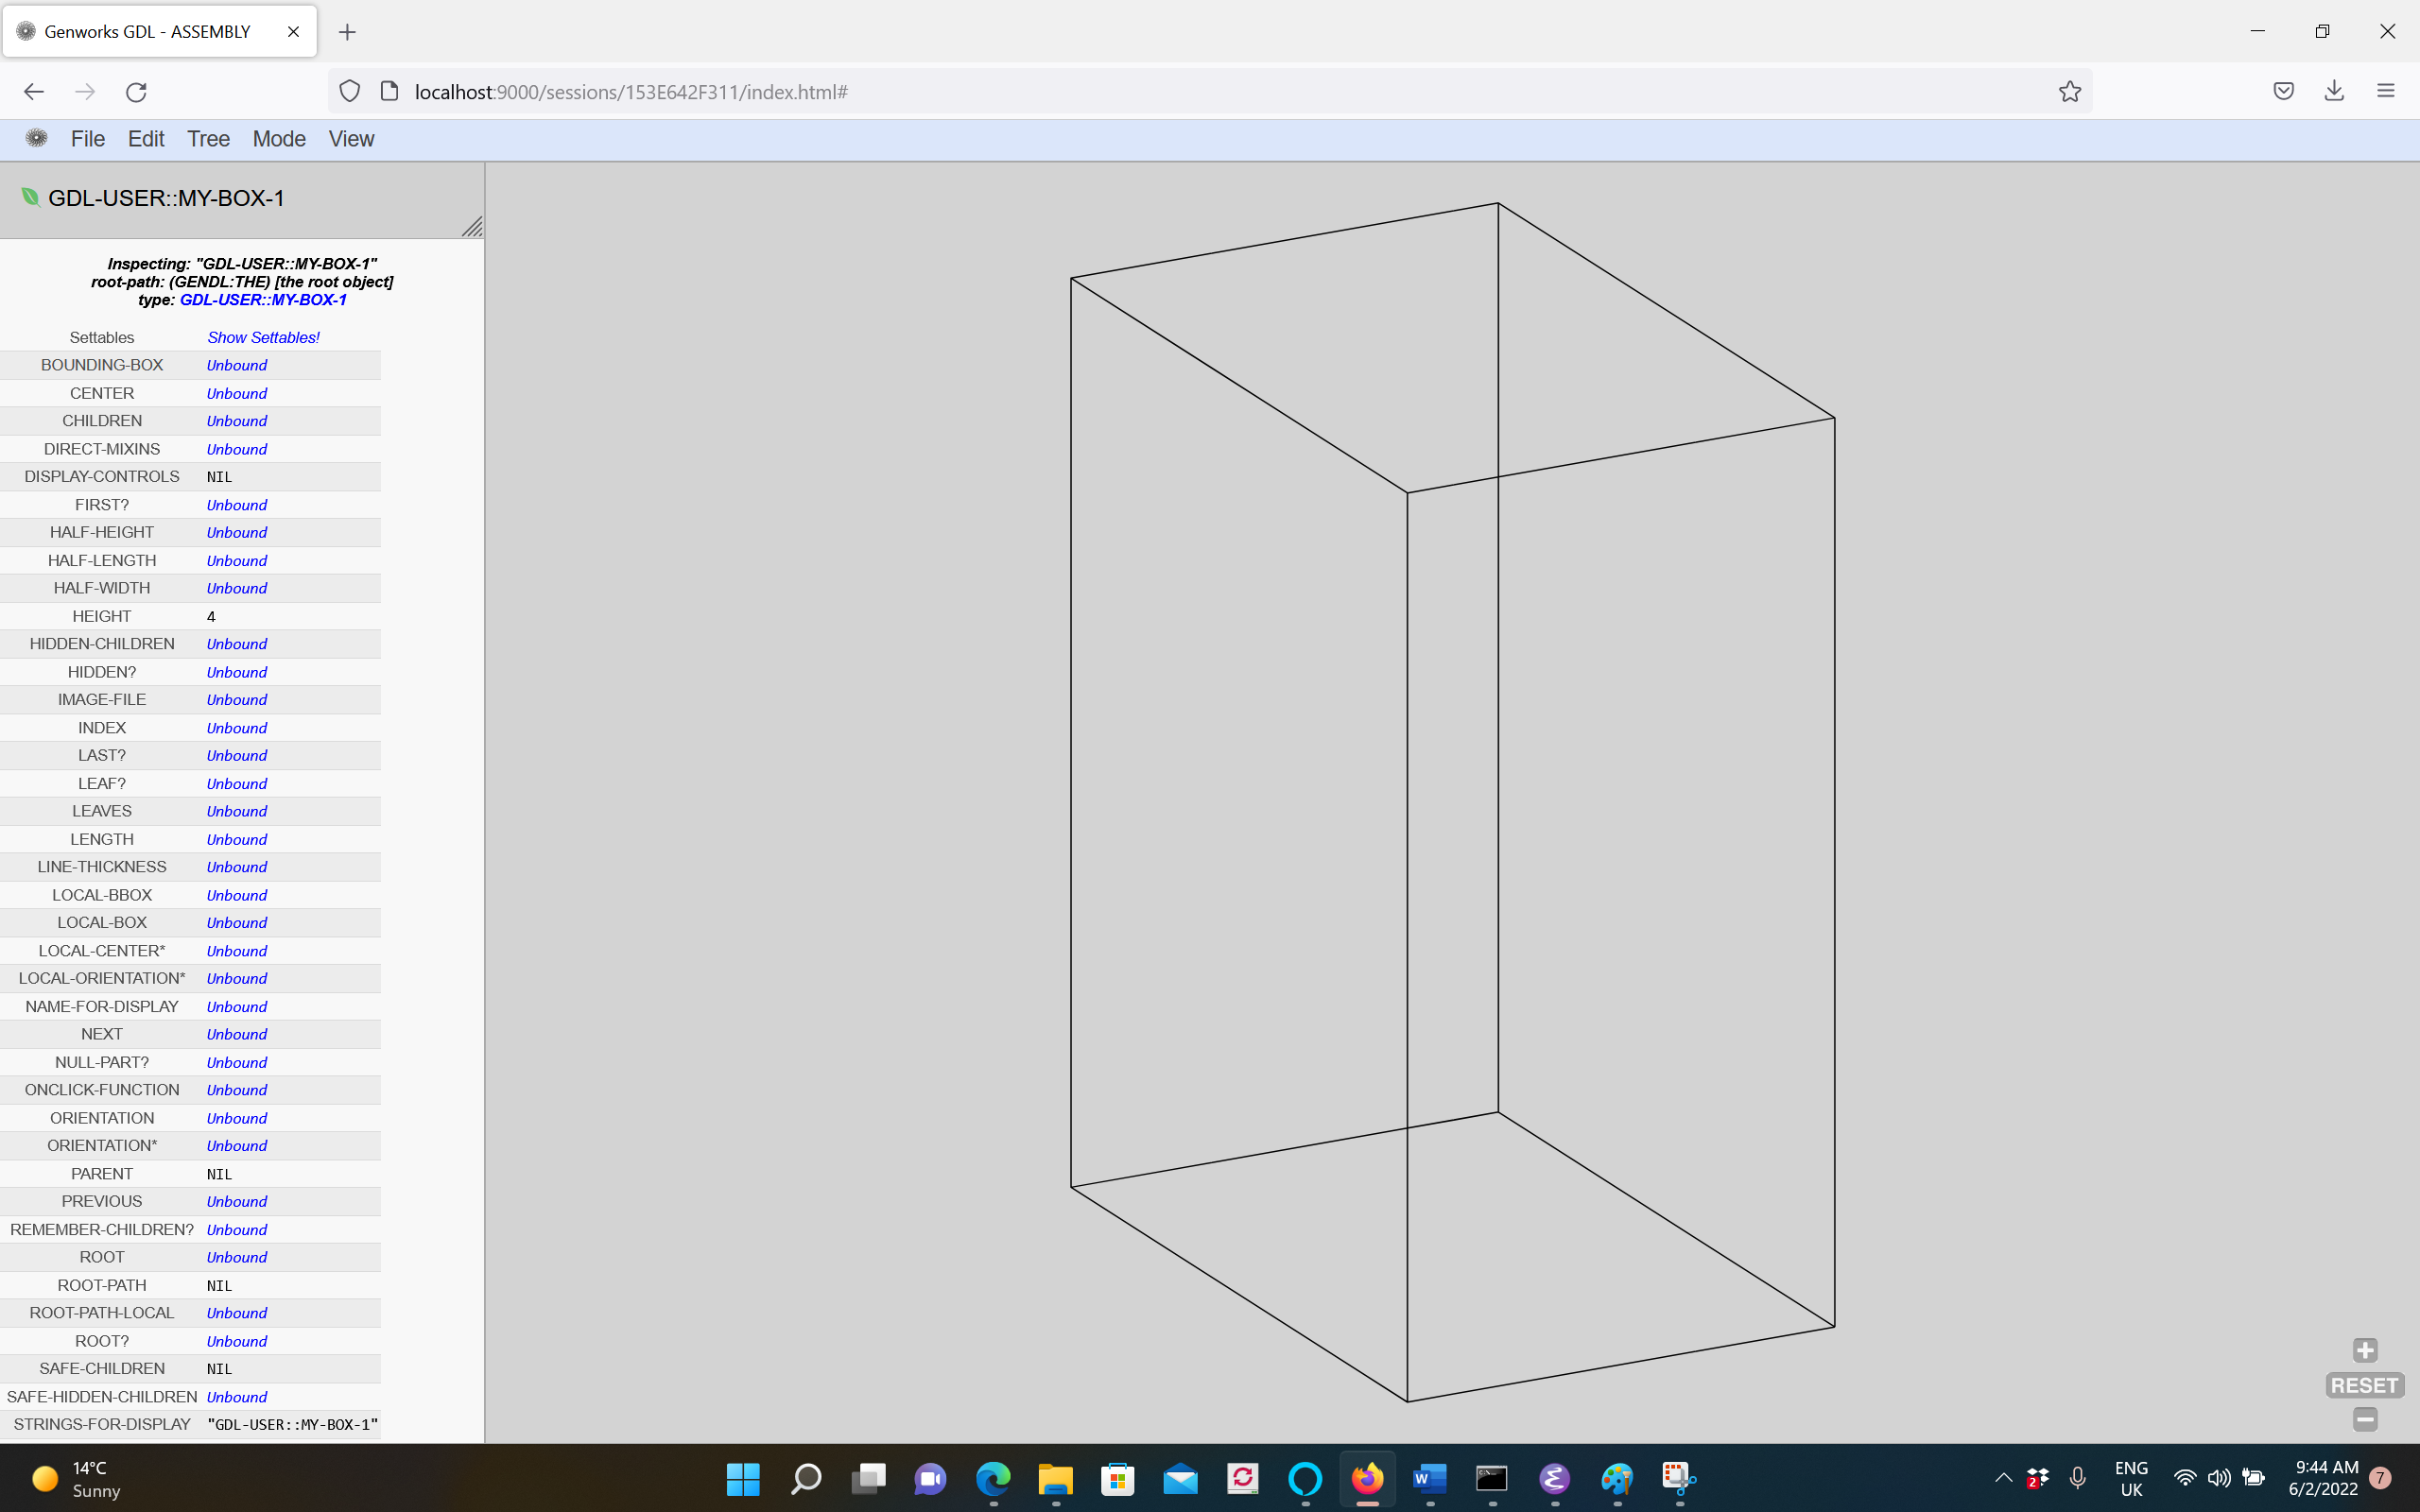 Genworks GDL - ASSEMBLY
localhost:9000/sessions/153E642F311/index.html#
File Edit Tree Mode View
GDL-USER::MY-BOX-1
Inspecting: "GDL-USER::MY-BOX-1"
root-path: (GENDL:THE) [the root object]
type: GDL-USER::MY-BOX-1
Settables Show Settables!
BOUNDING-BOX Unbound
CENTER Unbound
CHILDREN Unbound
DIRECT-MIXINS Unbound
DISPLAY-CONTROLS NIL
FIRST? Unbound
HALF-HEIGHT Unbound
HALF-LENGTH Unbound
HALF-WIDTH Unbound
HEIGHT 4
HIDDEN-CHILDREN Unbound
HIDDEN? Unbound
IMAGE-FILE Unbound
INDEX Unbound
LAST? Unbound
LEAF? Unbound
LEAVES Unbound
LENGTH Unbound
LINE-THICKNESS Unbound
LOCAL-BBOX Unbound
LOCAL-BOX Unbound
LOCAL-CENTER* Unbound
LOCAL-ORIENTATION* Unbound
NAME-FOR-DISPLAY Unbound
NEXT Unbound
NULL-PART? Unbound
ONCLICK-FUNCTION Unbound
ORIENTATION Unbound
ORIENTATION* Unbound
PARENT NIL
PREVIOUS Unbound
REMEMBER-CHILDREN? Unbound
ROOT Unbound
ROOT-PATH NIL
ROOT-PATH-LOCAL Unbound
ROOT? Unbound
SAFE-CHILDREN NIL
SAFE-HIDDEN-CHILDREN Unbound
STRINGS-FOR-DISPLAY "GDL-USER::MY-BOX-1"
RESET
14°C
Sunny
W
2
ENG
UK
9:44 AM
6/2/2022
7